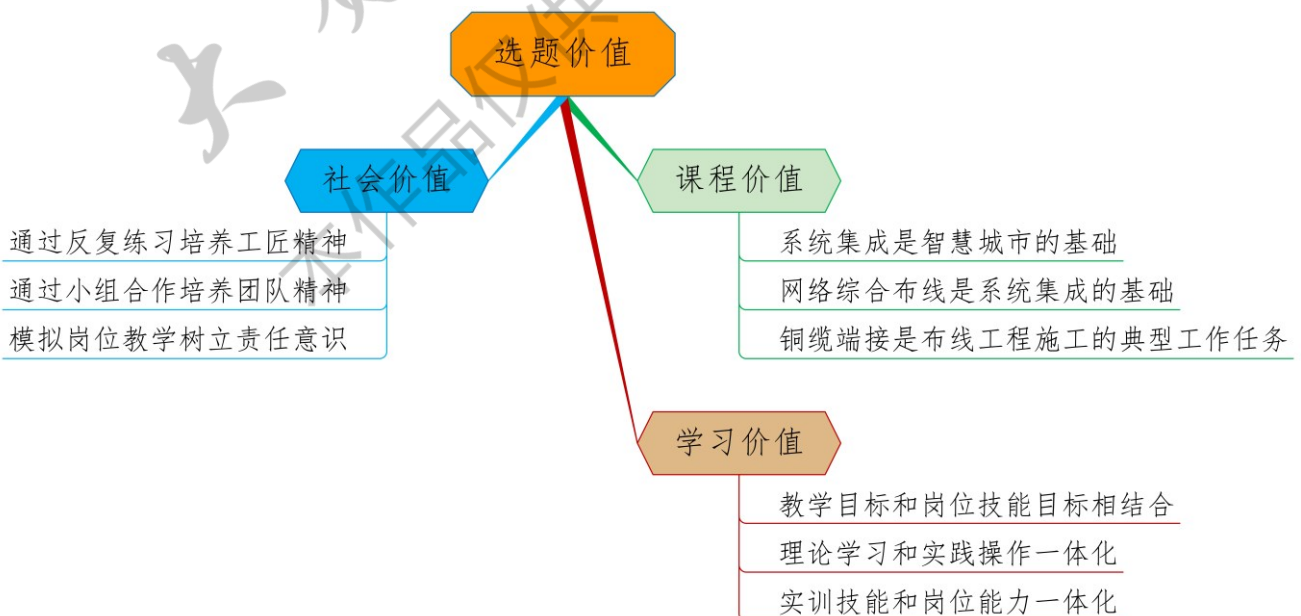 选题价值
社会价值
通过反复练习培养工匠精神
通过小组合作培养团队精神
模拟岗位教学树立责任意识
课程价值
系统集成是智慧城市的基础
网络综合布线是系统集成的基础
铜缆端接是布线工程施工的典型工作任务
学习价值
教学目标和岗位技能目标相结合
理论学习和实践操作一体化
实训技能和岗位能力一体化
本作品仅供